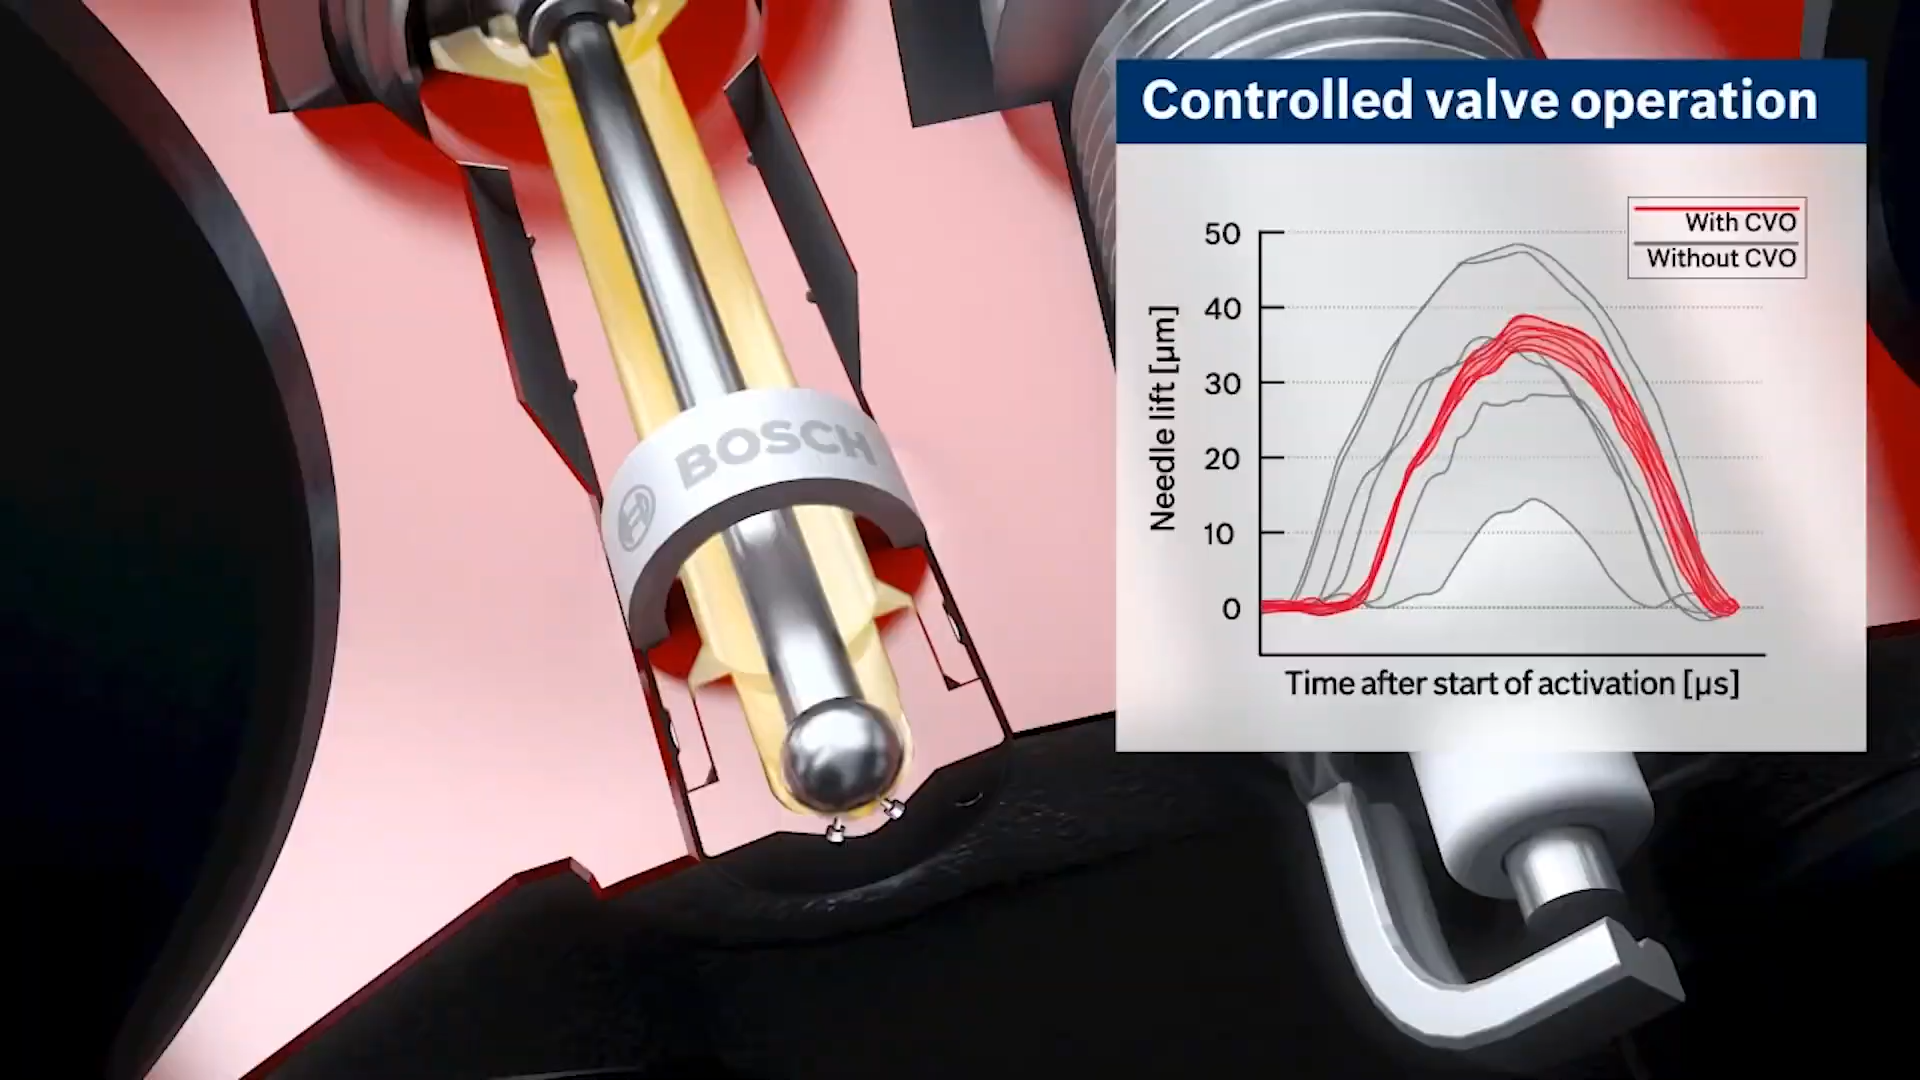 BOSCH
Controlled valve operation
With CVO
Without CVO
50
40
30
20
10
0
Needle lift [µm]
Time after start of activation [µs]